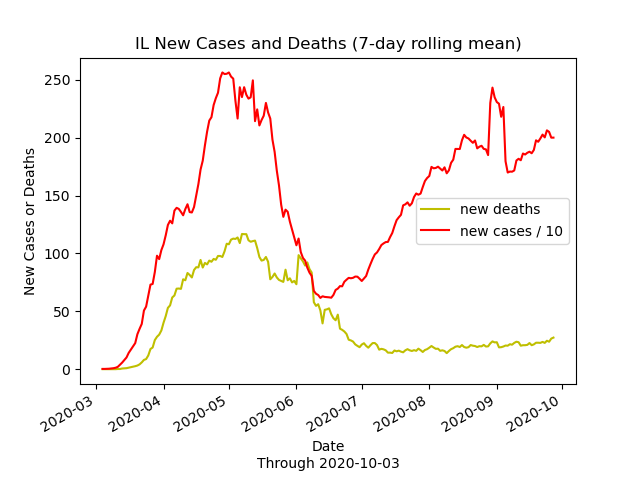 IL New Cases and Deaths (7-day rolling mean)
New Cases or Deaths
250
200
150
100
50
0
new deaths
new cases / 10
2020-03
2020-04
2020-05
2020-06
2020-07
2020-08
2020-09
2020-10
Date
Through 2020-10-03